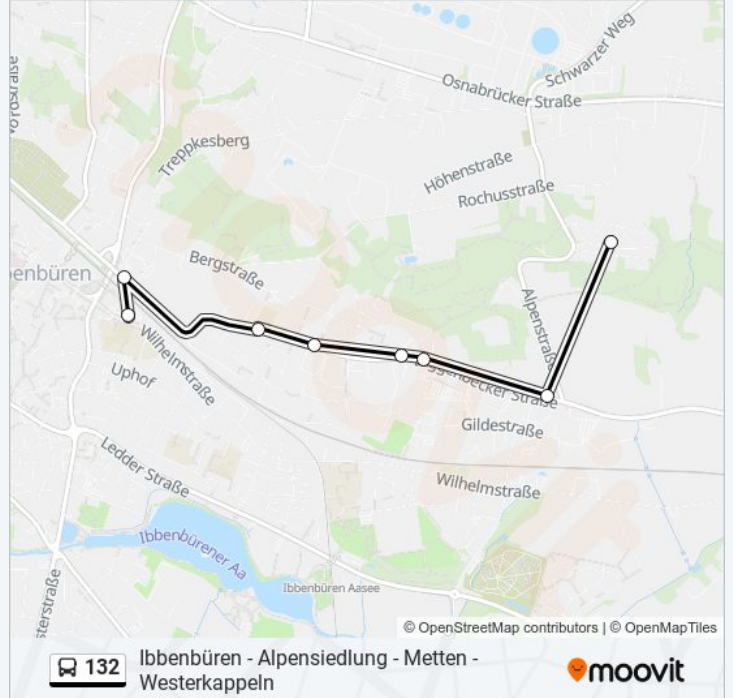 Schwarzer Weg
Osnabrücker Straße
Treppkesberg
Höhenstraße
Rochusstraße
Bergstraße
benbüren
Alpenstraße
Wilhelmstraße
Uphof
Gildestraße
Ledder Straße
Wilhelmstraße
Ibbenbürener Aa
Ibbenbüren Aasee
sterstraße
© OpenStreetMap contributors | © OpenMapTiles
132
Ibbenbüren - Alpensiedlung - Metten -
Westerkappeln
moovit